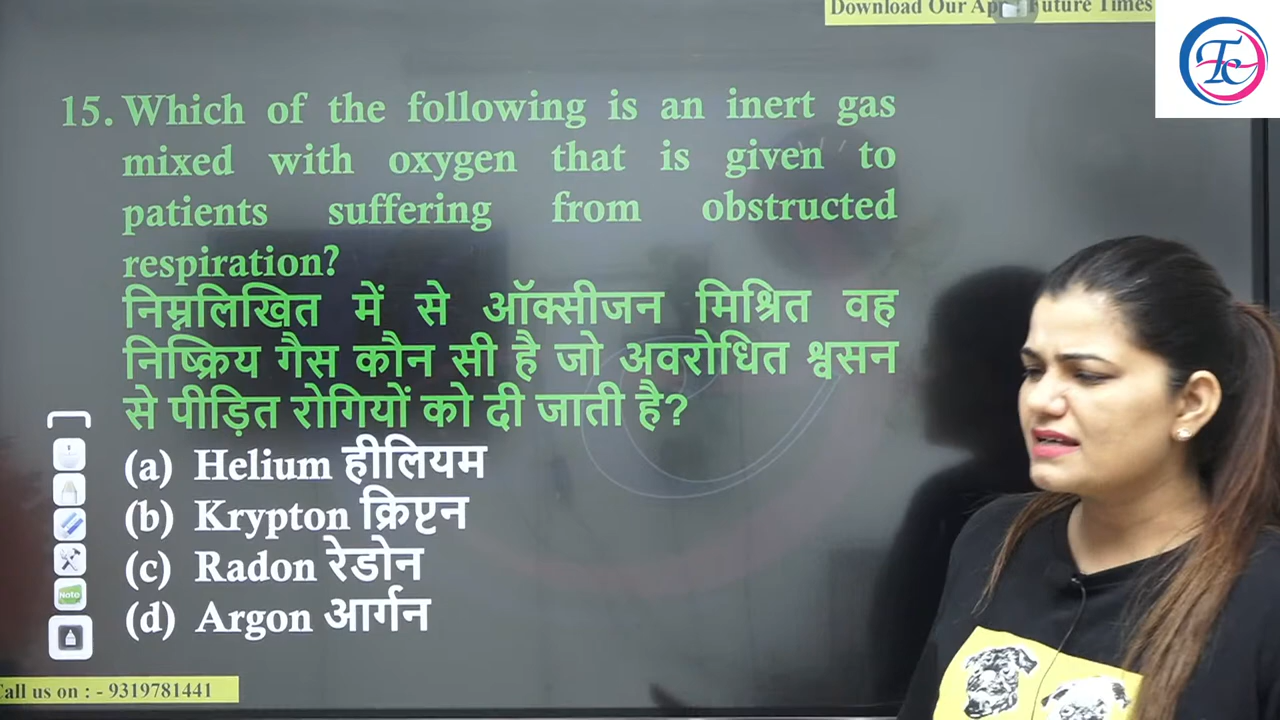 Download Our App Future Times
Tc
15. Which of the following is an inert gas
mixed with oxygen that is given to
patients suffering from obstructed
respiration?
निम्नलिखित में से ऑक्सीजन मिश्रित वह
निष्क्रिय गैस कौन सी है जो अवरोधित श्वसन
से पीड़ित रोगियों को दी जाती है?
(a) Helium हीलियम
(b) Krypton क्रिप्टन
(c) Radon रेडोन
(d) Argon आर्गन
Noto
Call us on : - 9319781441